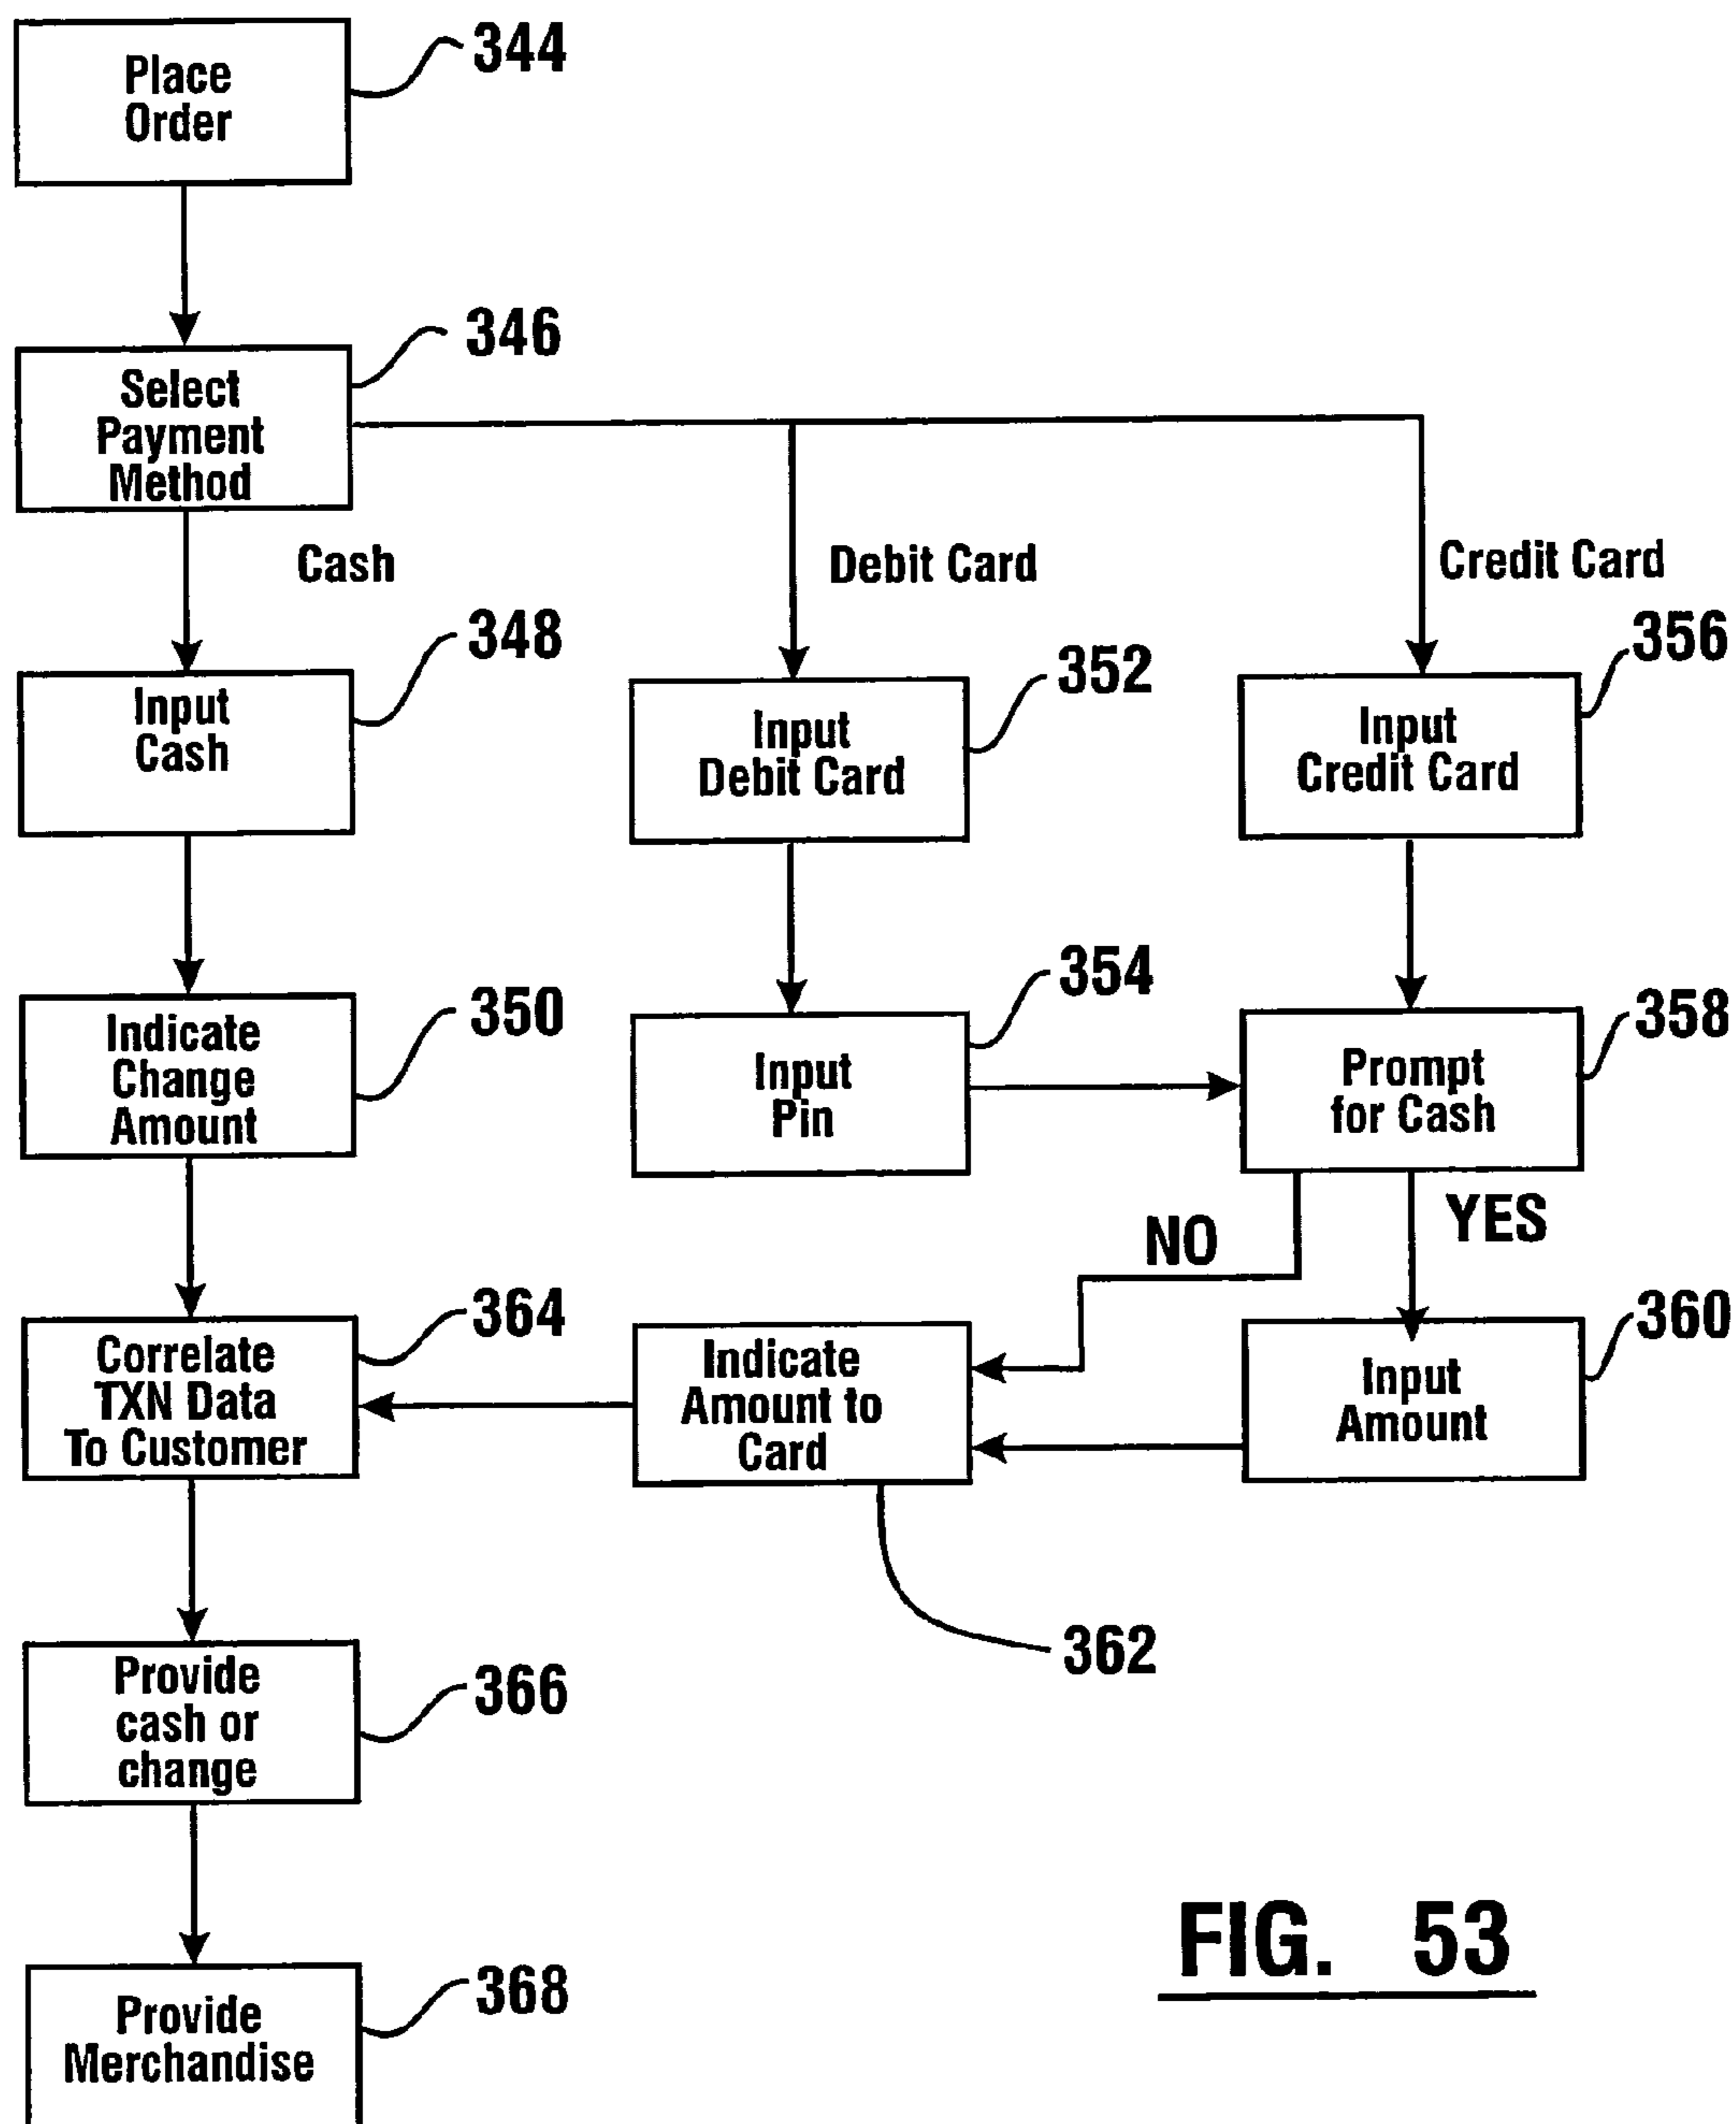 Place
Order
344
Select
Payment
Method
346
Cash
Debit Card
Credit Card
Input
Cash
348
Input
Debit Card
352
Input
Credit Card
356
Indicate
Change
Amount
350
Input
Pin
354
Prompt
for Cash
358
NO
YES
Correlate
TXN Data
To Customer
364
Indicate
Amount to
Card
362
Input
Amount
360
Provide
cash or
change
366
Provide
Merchandise
368
FIG. 53